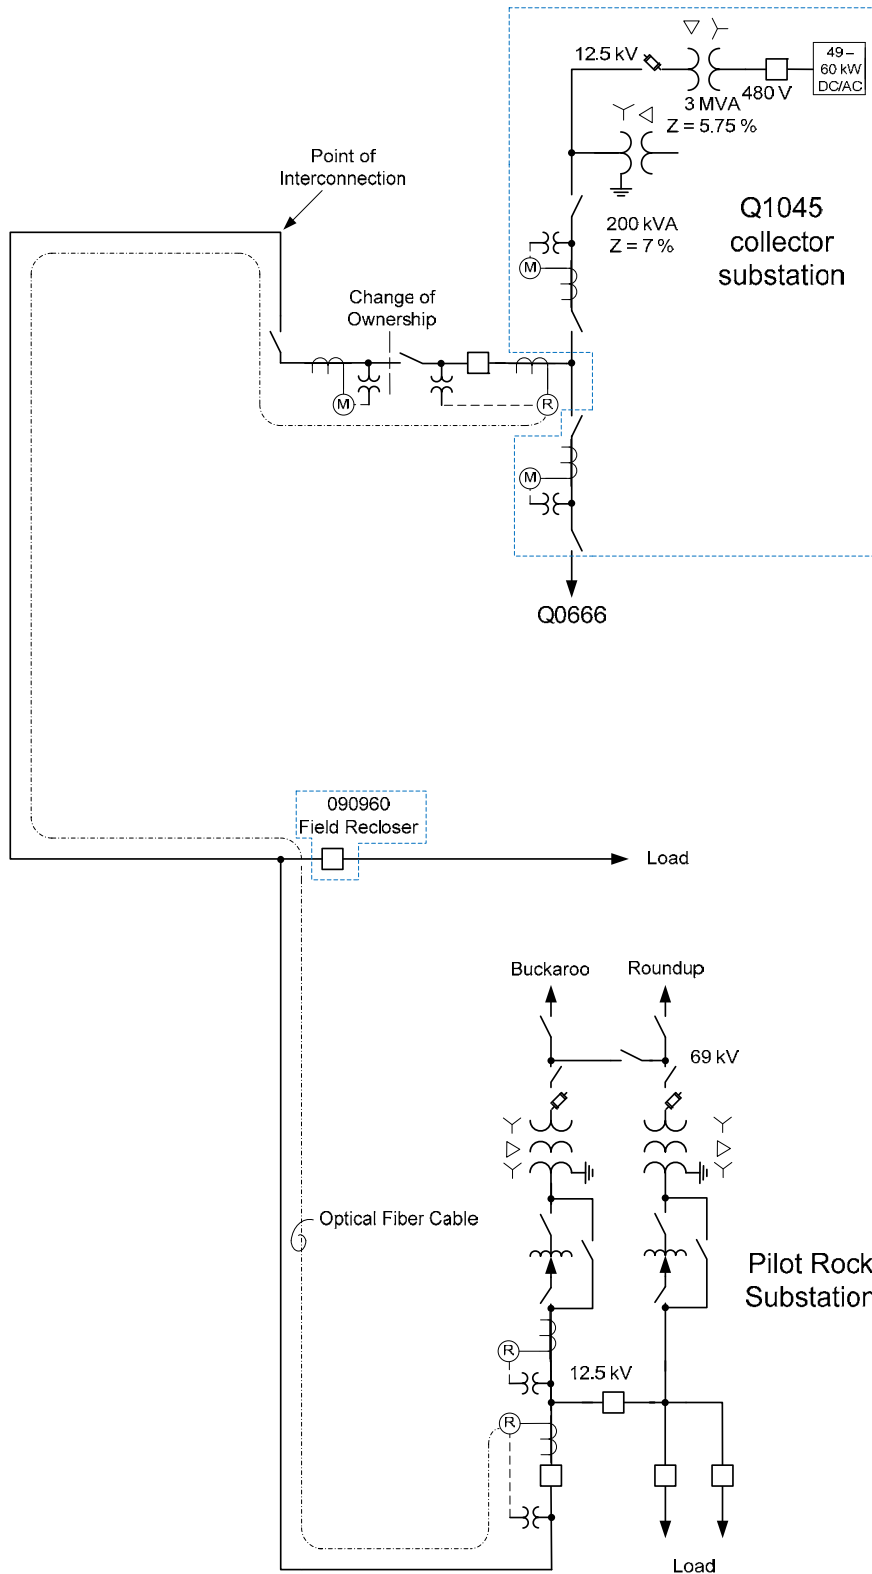 12.5 kV
49 –
60 kW
DC/AC
480 V
3 MVA
Z = 5.75 %
Point of
Interconnection
200 kVA
Z = 7 %
Q1045
collector
substation
M
Change of
Ownership
M
R
M
Q0666
090960
Field Recloser
Load
Buckaroo
Roundup
69 kV
Optical Fiber Cable
Pilot Rock
Substation
R
12.5 kV
R
Load